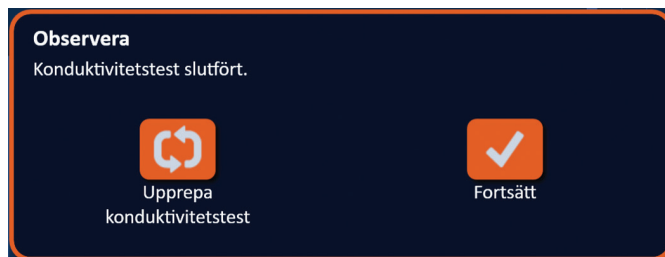 Observera
Konduktivitetstest slutfört.
Upprepa
konduktivitetstest
Fortsätt